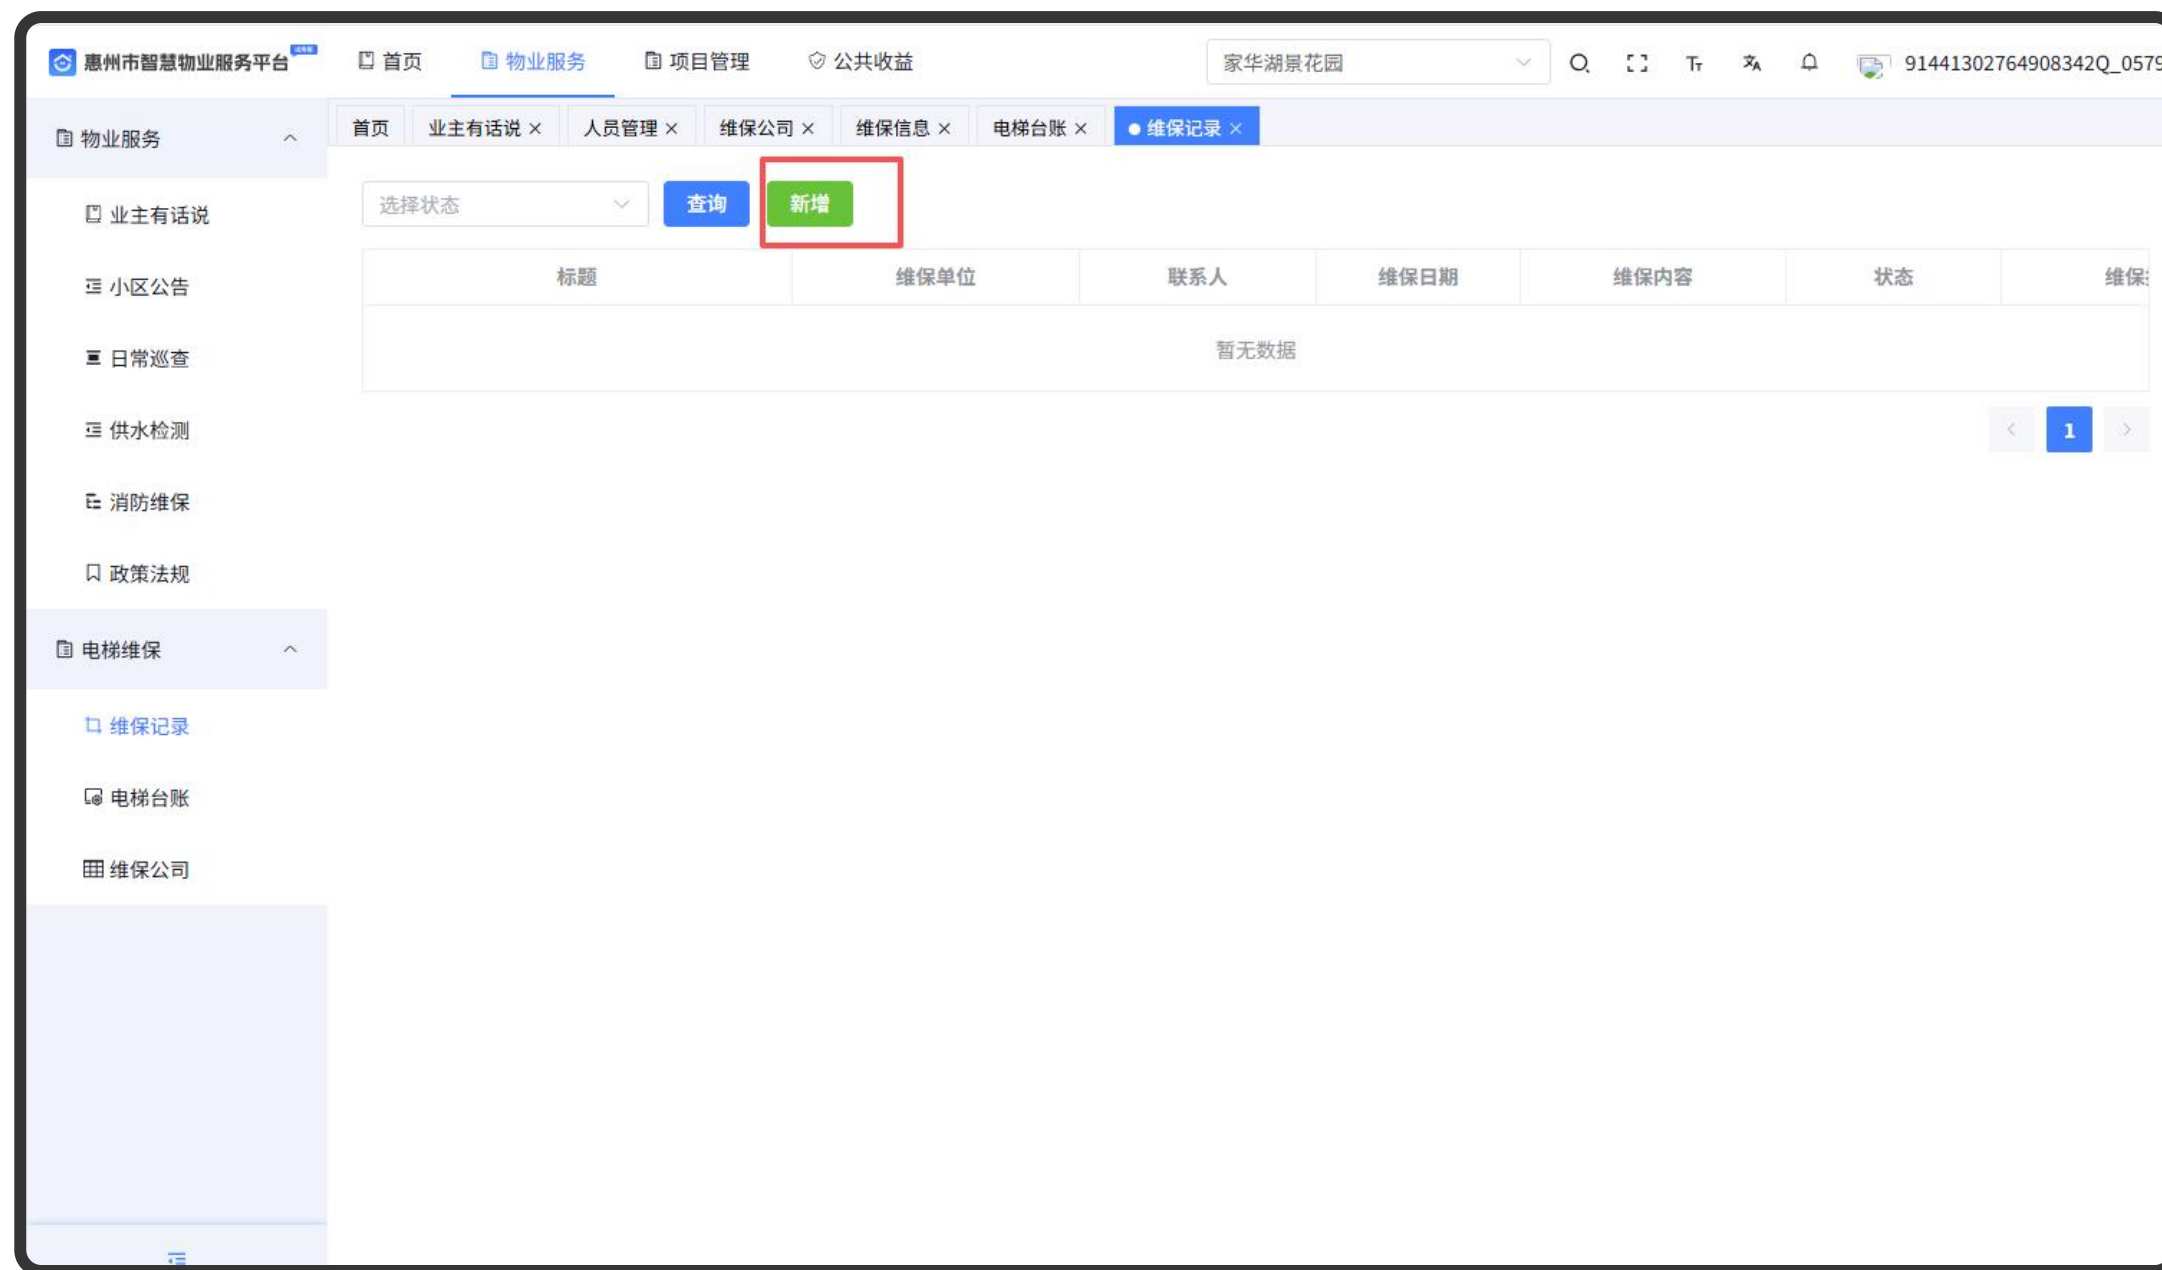 惠州市智慧物业服务平台
首页 物业服务 项目管理 公共收益 家华湖景花园 91441302764908342Q_0579
首页 业主有话说 人员管理 维保公司 维保信息 电梯台账 维保记录
物业服务
业主有话说
小区公告
日常巡查
供水检测
消防维保
政策法规
电梯维保
维保记录
电梯台账
维保公司
选择状态 查询 新增
标题 维保单位 联系人 维保日期 维保内容 状态 维保
暂无数据
1